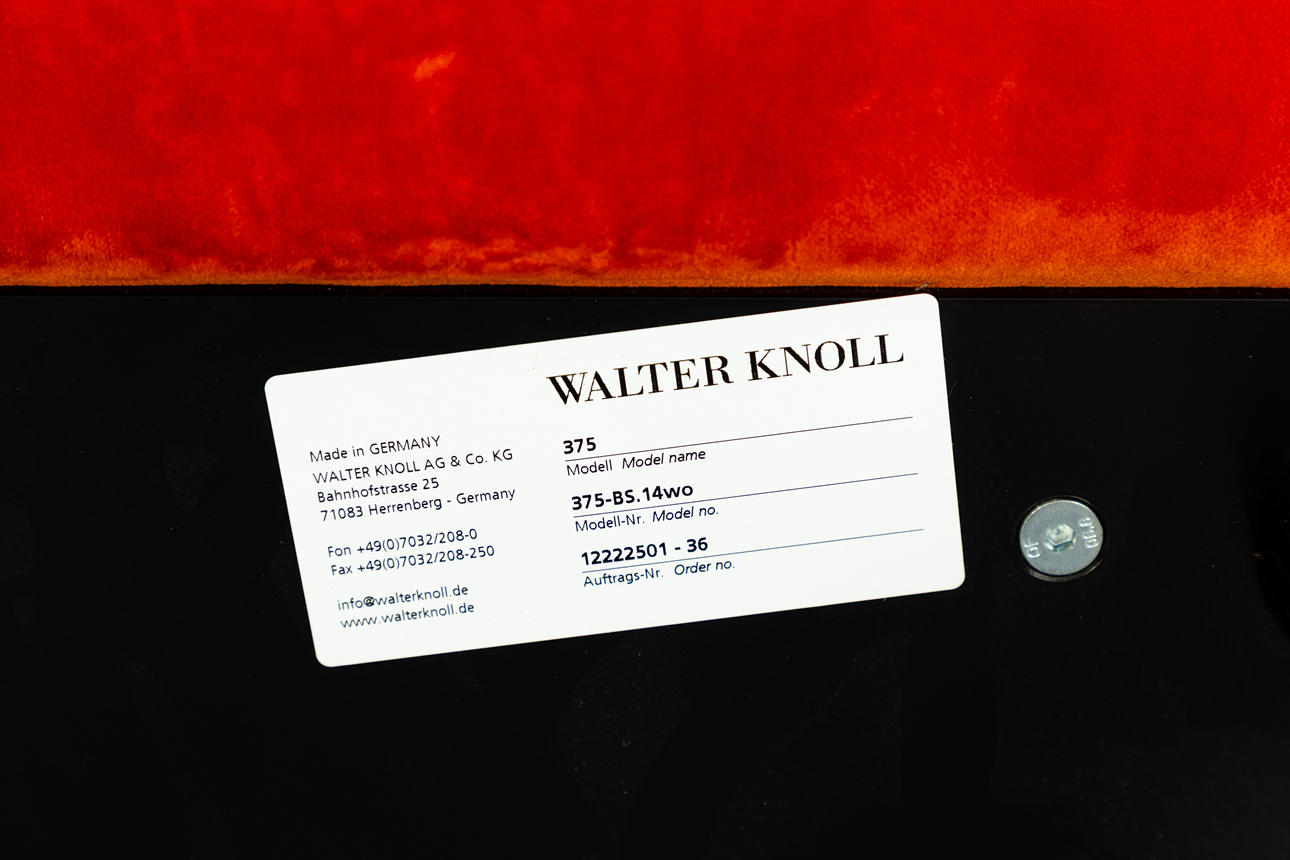 WALTER KNOLL
Made in GERMANY
WALTER KNOLL AG & Co. KG
Bahnhofstrasse 25
71083 Herrenberg - Germany
Fon +49(0)7032/208-0
Fax +49(0)7032/208-250
info@walterknoll.de
www.walterknoll.de
375
Modell Model name
375-BS.14wo
Modell-Nr. Model no.
12222501 - 36
Auftrags-Nr. Order no.